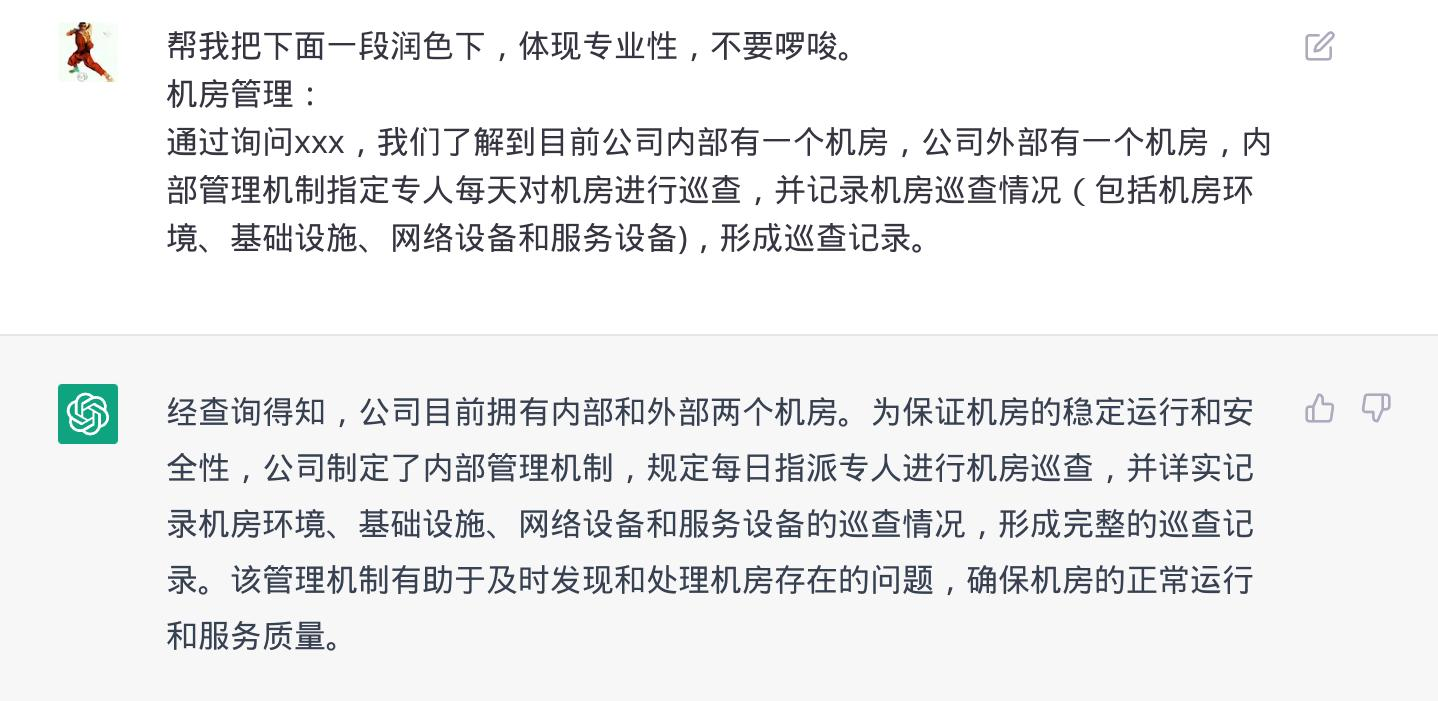 帮我把下面一段润色下，体现专业性，不要啰唆。
机房管理：
通过询问xxx，我们了解到目前公司内部有一个机房，公司外部有一个机房，内
部管理机制指定专人每天对机房进行巡查，并记录机房巡查情况（包括机房环
境、基础设施、网络设备和服务设备)，形成巡查记录。
经查询得知，公司目前拥有内部和外部两个机房。为保证机房的稳定运行和安
全性，公司制定了内部管理机制，规定每日指派专人进行机房巡查，并详实记
录机房环境、基础设施、网络设备和服务设备的巡查情况，形成完整的巡查记
录。该管理机制有助于及时发现和处理机房存在的问题，确保机房的正常运行
和服务质量。